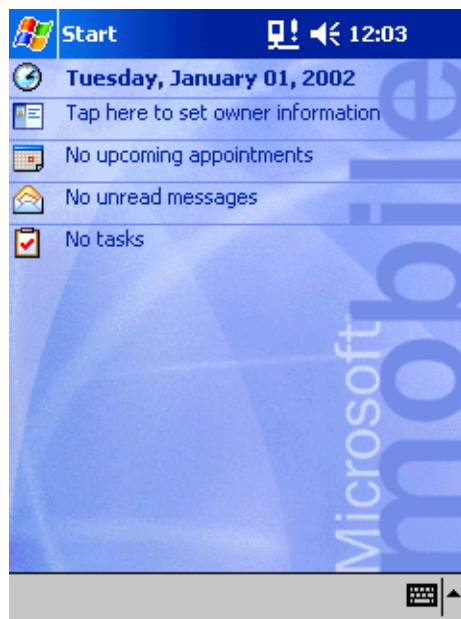 Start 12:03
Tuesday, January 01, 2002
Tap here to set owner information
No upcoming appointments
No unread messages
No tasks
Microsoft
mobile